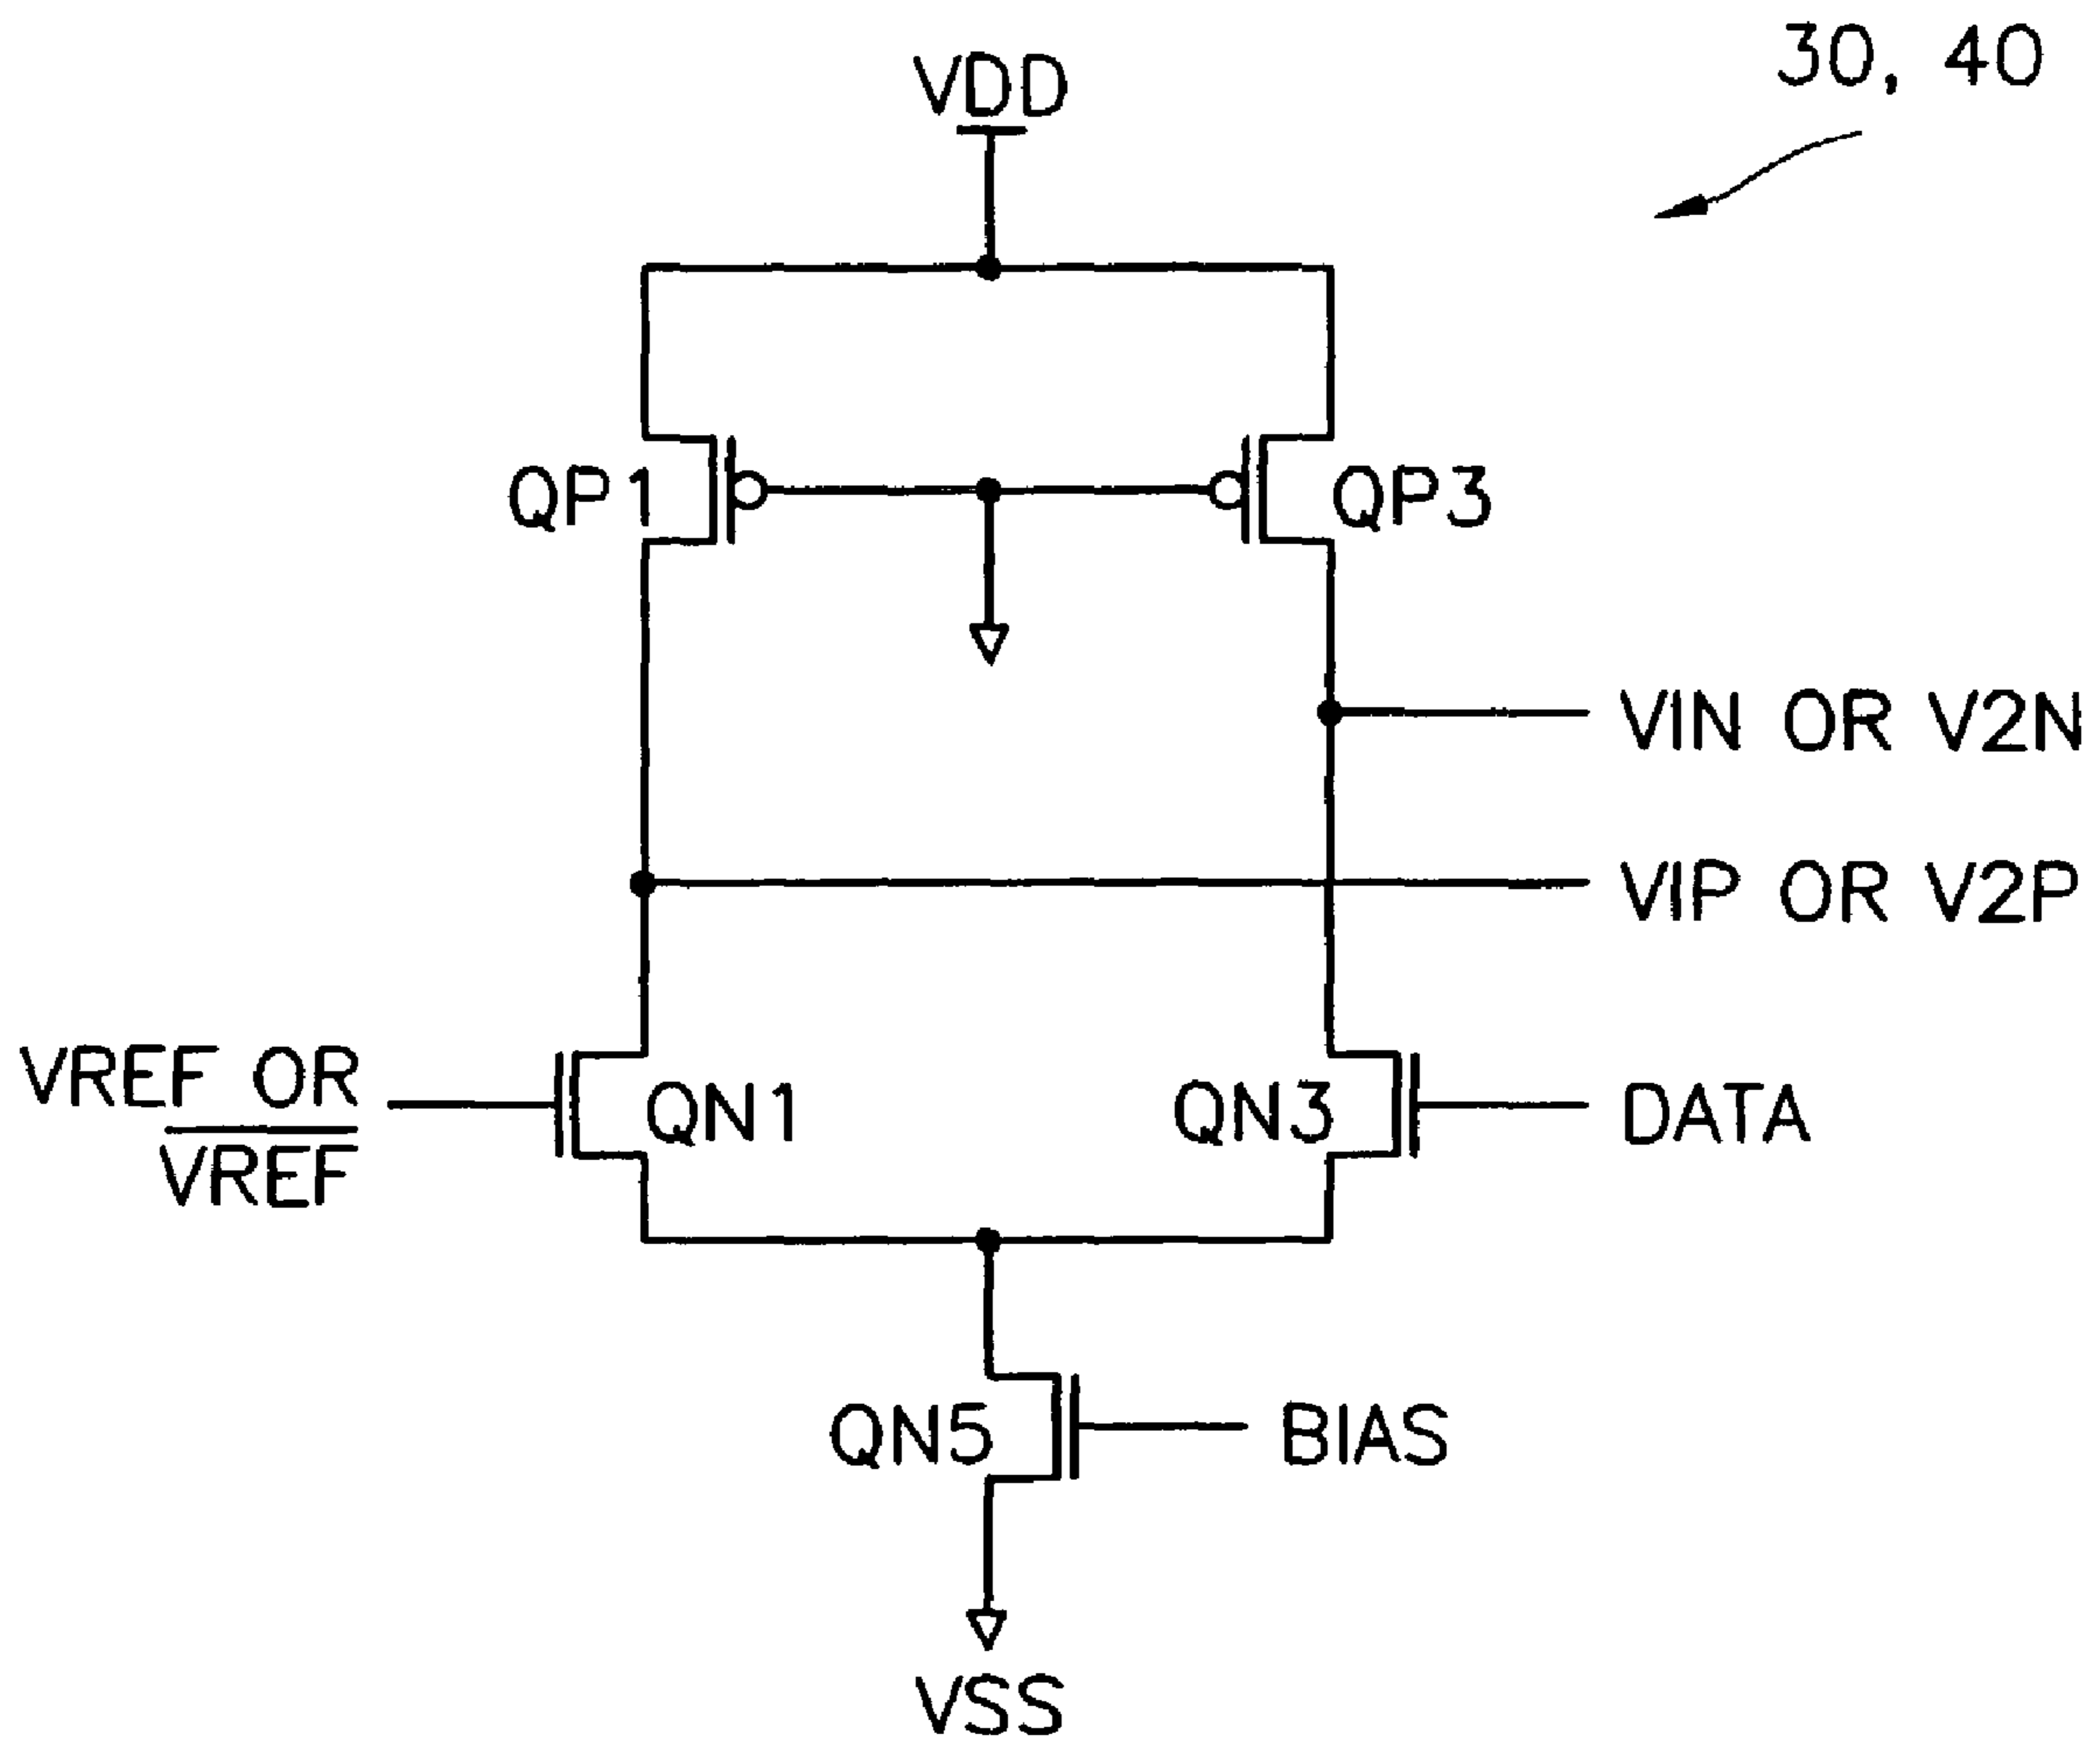 30, 40
VDD
QP1
QP3
VIN OR V2N
VIP OR V2P
VREF OR
V̅R̅E̅F̅
QN1
QN3
DATA
QN5
BIAS
VSS